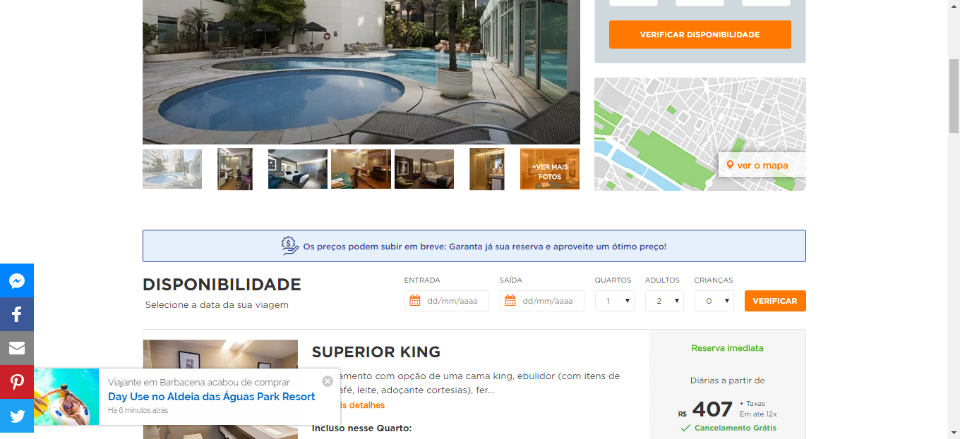 VERIFICAR DISPONIBILIDADE
+VER MAIS
FOTOS
ver o mapa
Os preços podem subir em breve: Garanta já sua reserva e aproveite um ótimo preço!
DISPONIBILIDADE
Selecione a data da sua viagem
ENTRADA
SAÍDA
QUARTOS
ADULTOS
CRIANÇAS
dd/mm/aaaa
dd/mm/aaaa
1
2
0
VERIFICAR
SUPERIOR KING
amento com opção de uma cama king, ebulidor (com itens de
afé, leite, adoçante cortesias), fer...
is detalhes
Incluso nesse Quarto:
Reserva imediata
Diárias a partir de
R$ 407 + Taxas
Em até 12x
Cancelamento Grátis
Viajante em Barbacena acabou de comprar
Day Use no Aldeia das Águas Park Resort
Há 6 minutos atrás